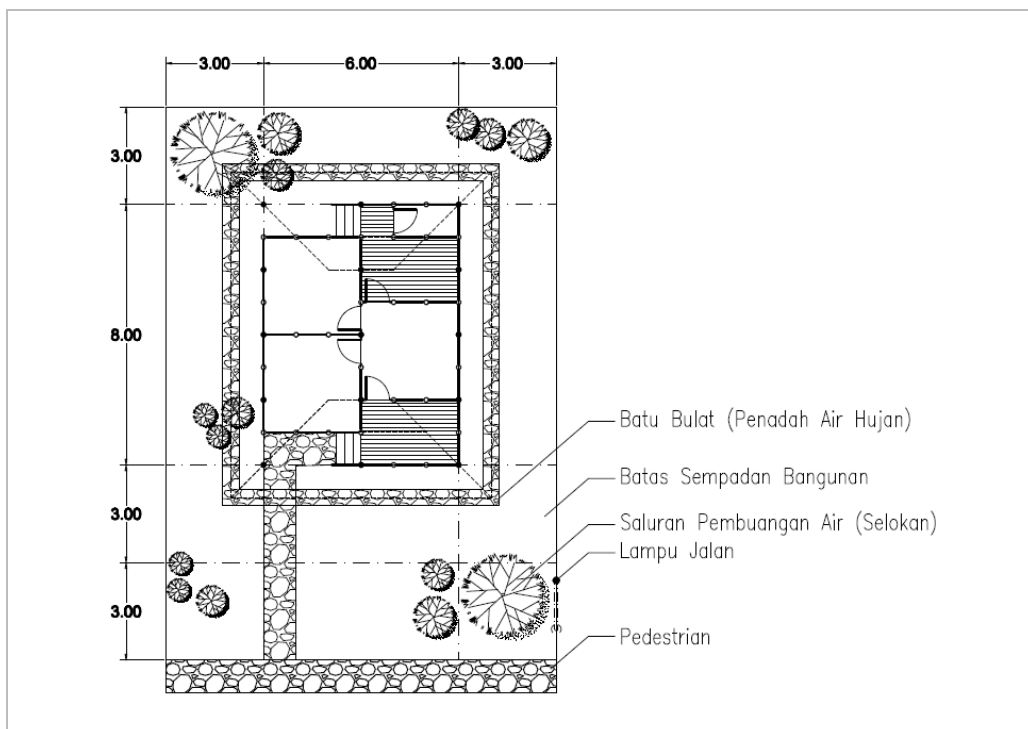 3.00 6.00 3.00
3.00
8.00
3.00
3.00
Batu Bulat (Penadah Air Hujan)
Batas Sempadan Bangunan
Saluran Pembuangan Air (Selokan)
Lampu Jalan
Pedestrian